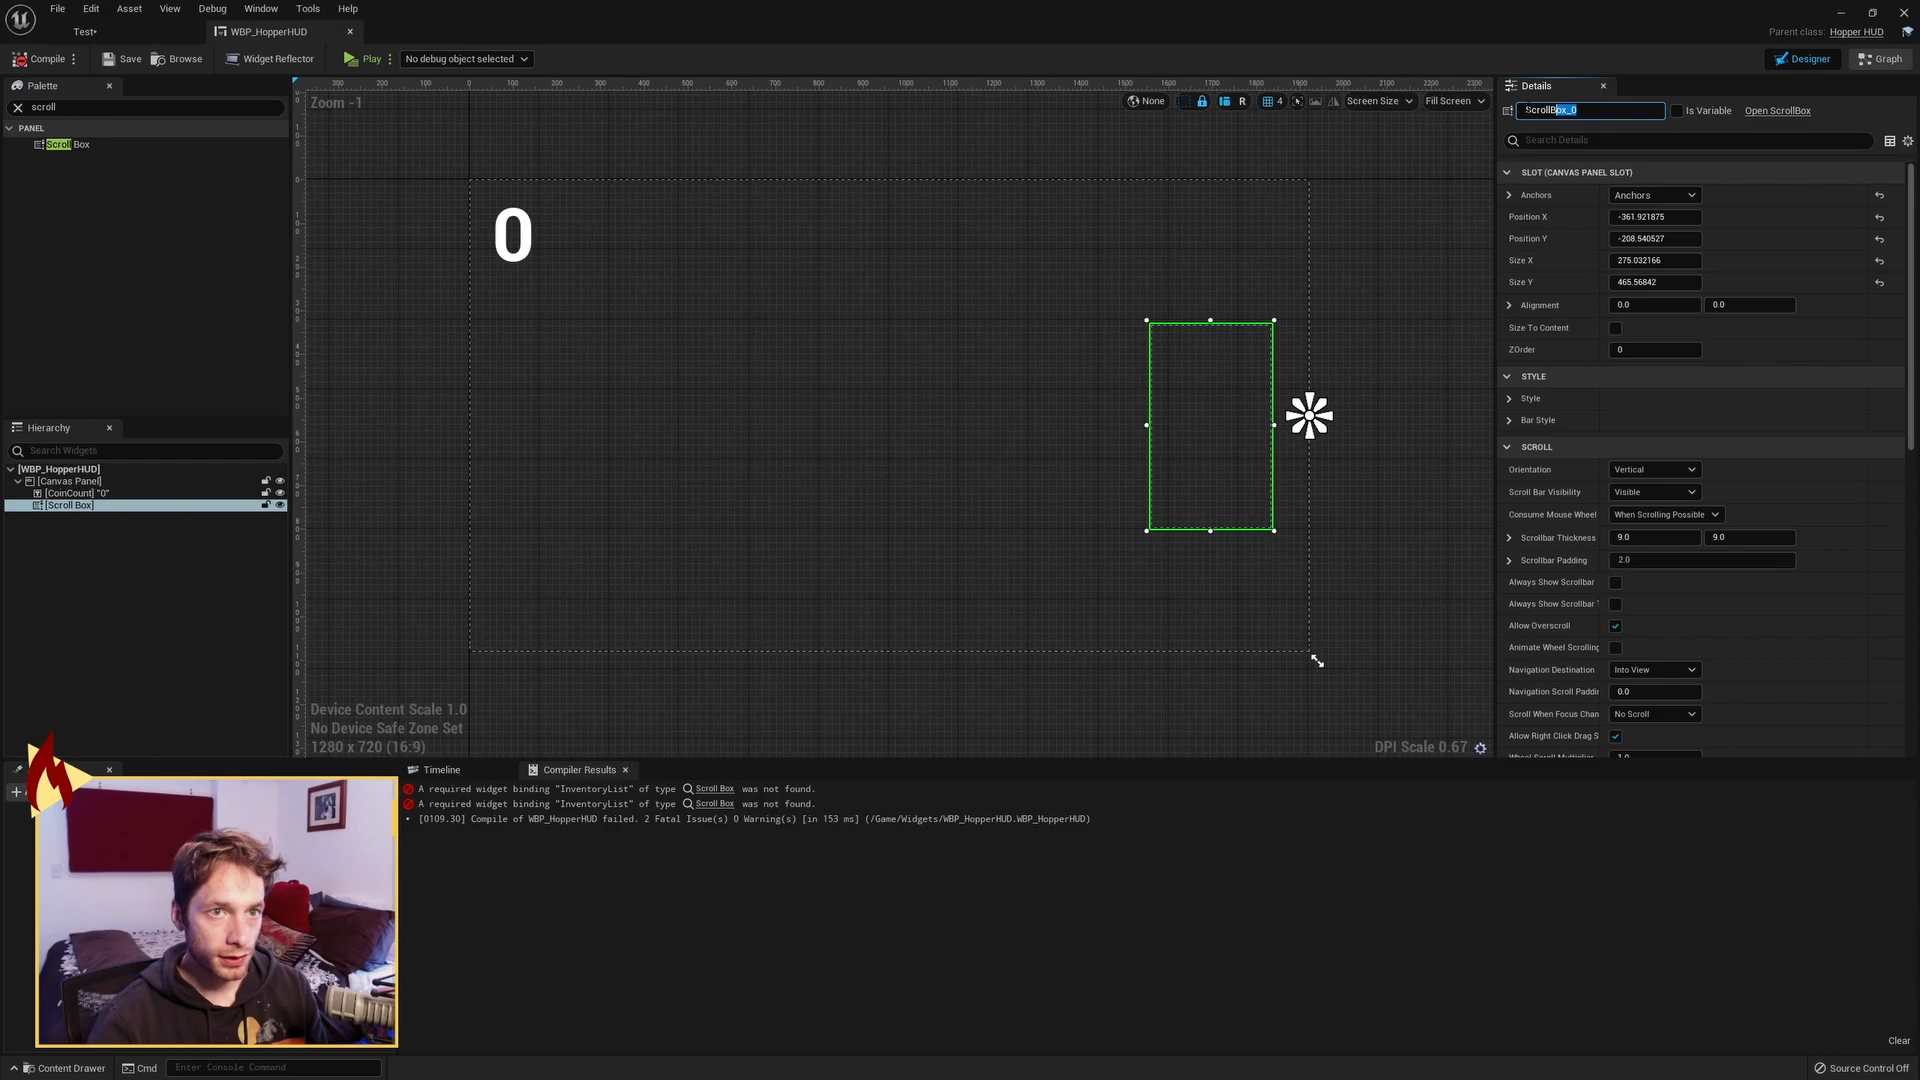 File Edit Asset View Debug Window Tools Help
Test* WBP_HopperHUD Parent class: Hopper HUD
Compile Save Browse Widget Reflector Play No debug object selected Designer Graph
Palette
scroll
PANEL
Scroll Box
Hierarchy
Search Widgets
[WBP_HopperHUD]
[Canvas Panel]
[CoinCount] "0"
[Scroll Box]
Zoom -1
None R 4 Screen Size Fill Screen
0
Device Content Scale 1.0
No Device Safe Zone Set
1280 x 720 (16:9)
DPI Scale 0.67
Details
ScrollBox_0 Is Variable Open ScrollBox
Search Details
SLOT (CANVAS PANEL SLOT)
Anchors Anchors
Position X -361.921875
Position Y -208.540527
Size X 275.032166
Size Y 465.56842
Alignment 0.0 0.0
Size To Content
ZOrder 0
STYLE
Style
Bar Style
SCROLL
Orientation Vertical
Scroll Bar Visibility Visible
Consume Mouse Wheel When Scrolling Possible
Scrollbar Thickness 9.0 9.0
Scrollbar Padding 2.0
Always Show Scrollbar
Always Show Scrollbar
Allow Overscroll
Animate Wheel Scrolling
Navigation Destination Into View
Navigation Scroll Paddi 0.0
Scroll When Focus Chan No Scroll
Allow Right Click Drag S
Timeline Compiler Results
A required widget binding "InventoryList" of type Scroll Box was not found.
A required widget binding "InventoryList" of type Scroll Box was not found.
[0109.30] Compile of WBP_HopperHUD failed. 2 Fatal Issue(s) 0 Warning(s) [in 153 ms] (/Game/Widgets/WBP_HopperHUD.WBP_HopperHUD)
Clear
Content Drawer Cmd Enter Console Command Source Control Off